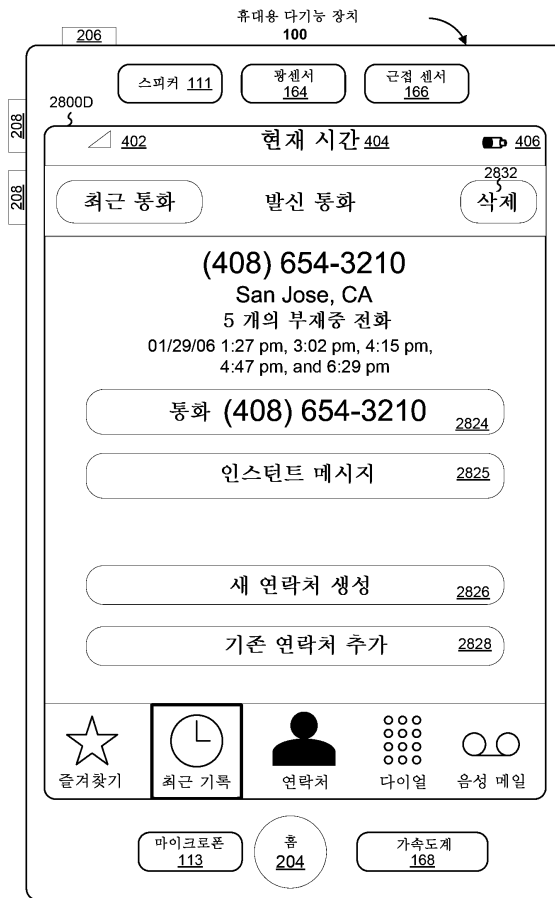 휴대용 다기능 장치
100
206
스피커 111
광센서
164
근접 센서
166
2800D
208
208
402
현재 시간 404
406
2832
최근 통화
발신 통화
삭제
(408) 654-3210
San Jose, CA
5 개의 부재중 전화
01/29/06 1:27 pm, 3:02 pm, 4:15 pm,
4:47 pm, and 6:29 pm
통화 (408) 654-3210 2824
인스턴트 메시지 2825
새 연락처 생성 2826
기존 연락처 추가 2828
즐겨찾기
최근 기록
연락처
다이얼
음성 메일
마이크로폰
113
홈
204
가속도계
168